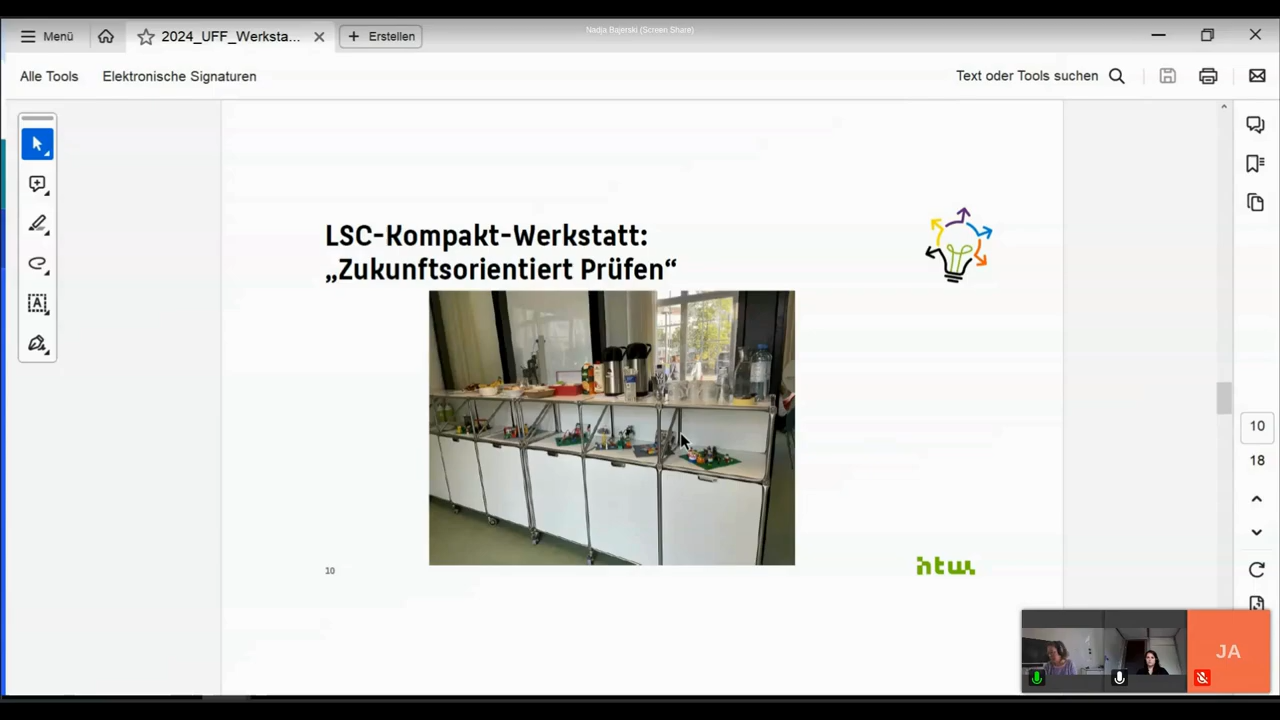 Menü
2024_UFF_Werksta...
Erstellen
Nadja Bajerski (Screen Share)
Alle Tools
Elektronische Signaturen
Text oder Tools suchen
LSC-Kompakt-Werkstatt:
„Zukunftsorientiert Prüfen“
10
htw
10
18
JA